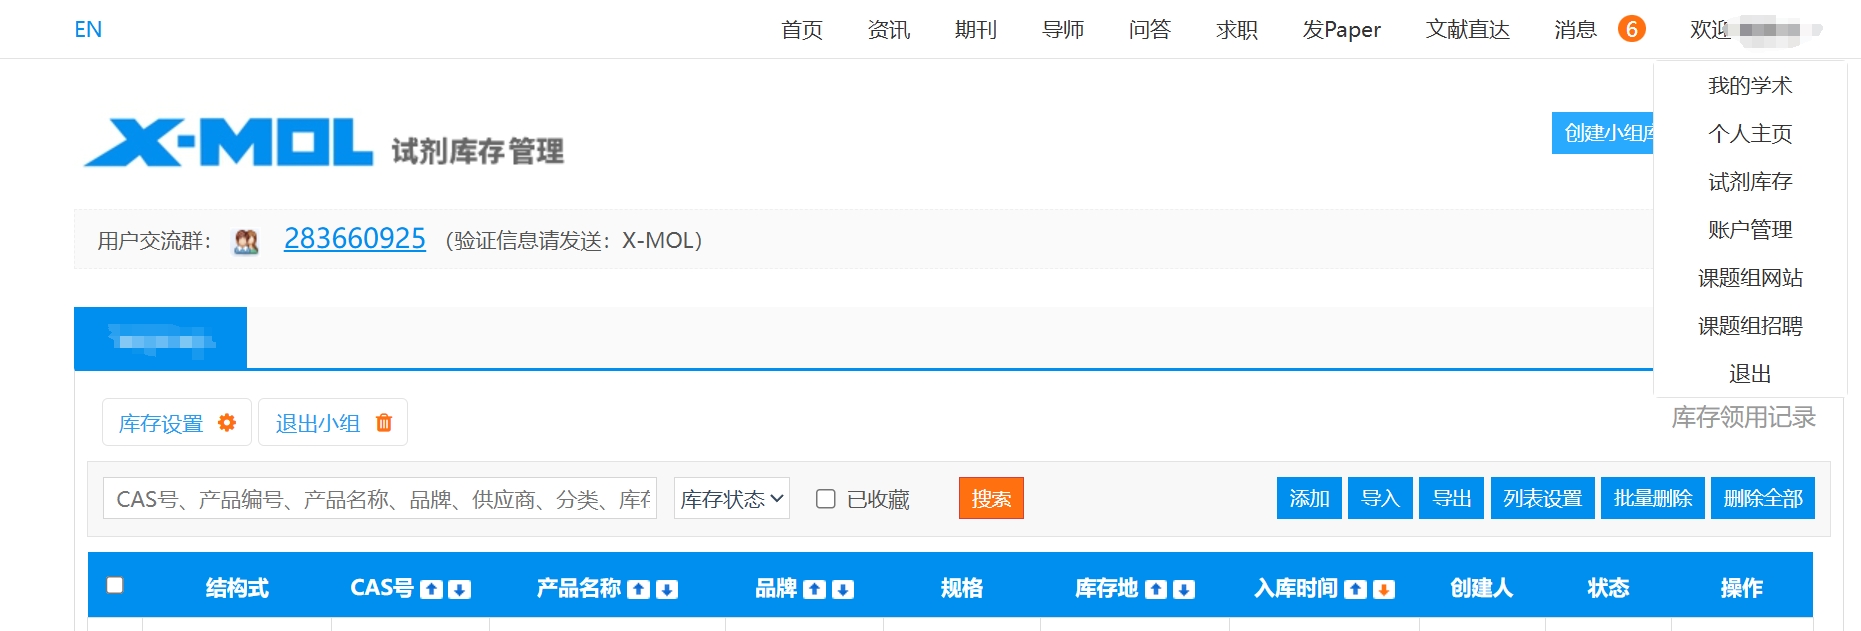 EN 首页 资讯 期刊 导师 问答 求职 发Paper 文献直达 消息 6 欢迎
我的学术
个人主页
试剂库存
账户管理
课题组网站
课题组招聘
退出
X-MOL 试剂库存管理
创建小组库
用户交流群： 283660925 （验证信息请发送：X-MOL）
库存设置 退出小组
库存领用记录
CAS号、产品编号、产品名称、品牌、供应商、分类、库存 库存状态 已收藏 搜索 添加 导入 导出 列表设置 批量删除 删除全部
结构式 CAS号 产品名称 品牌 规格 库存地 入库时间 创建人 状态 操作